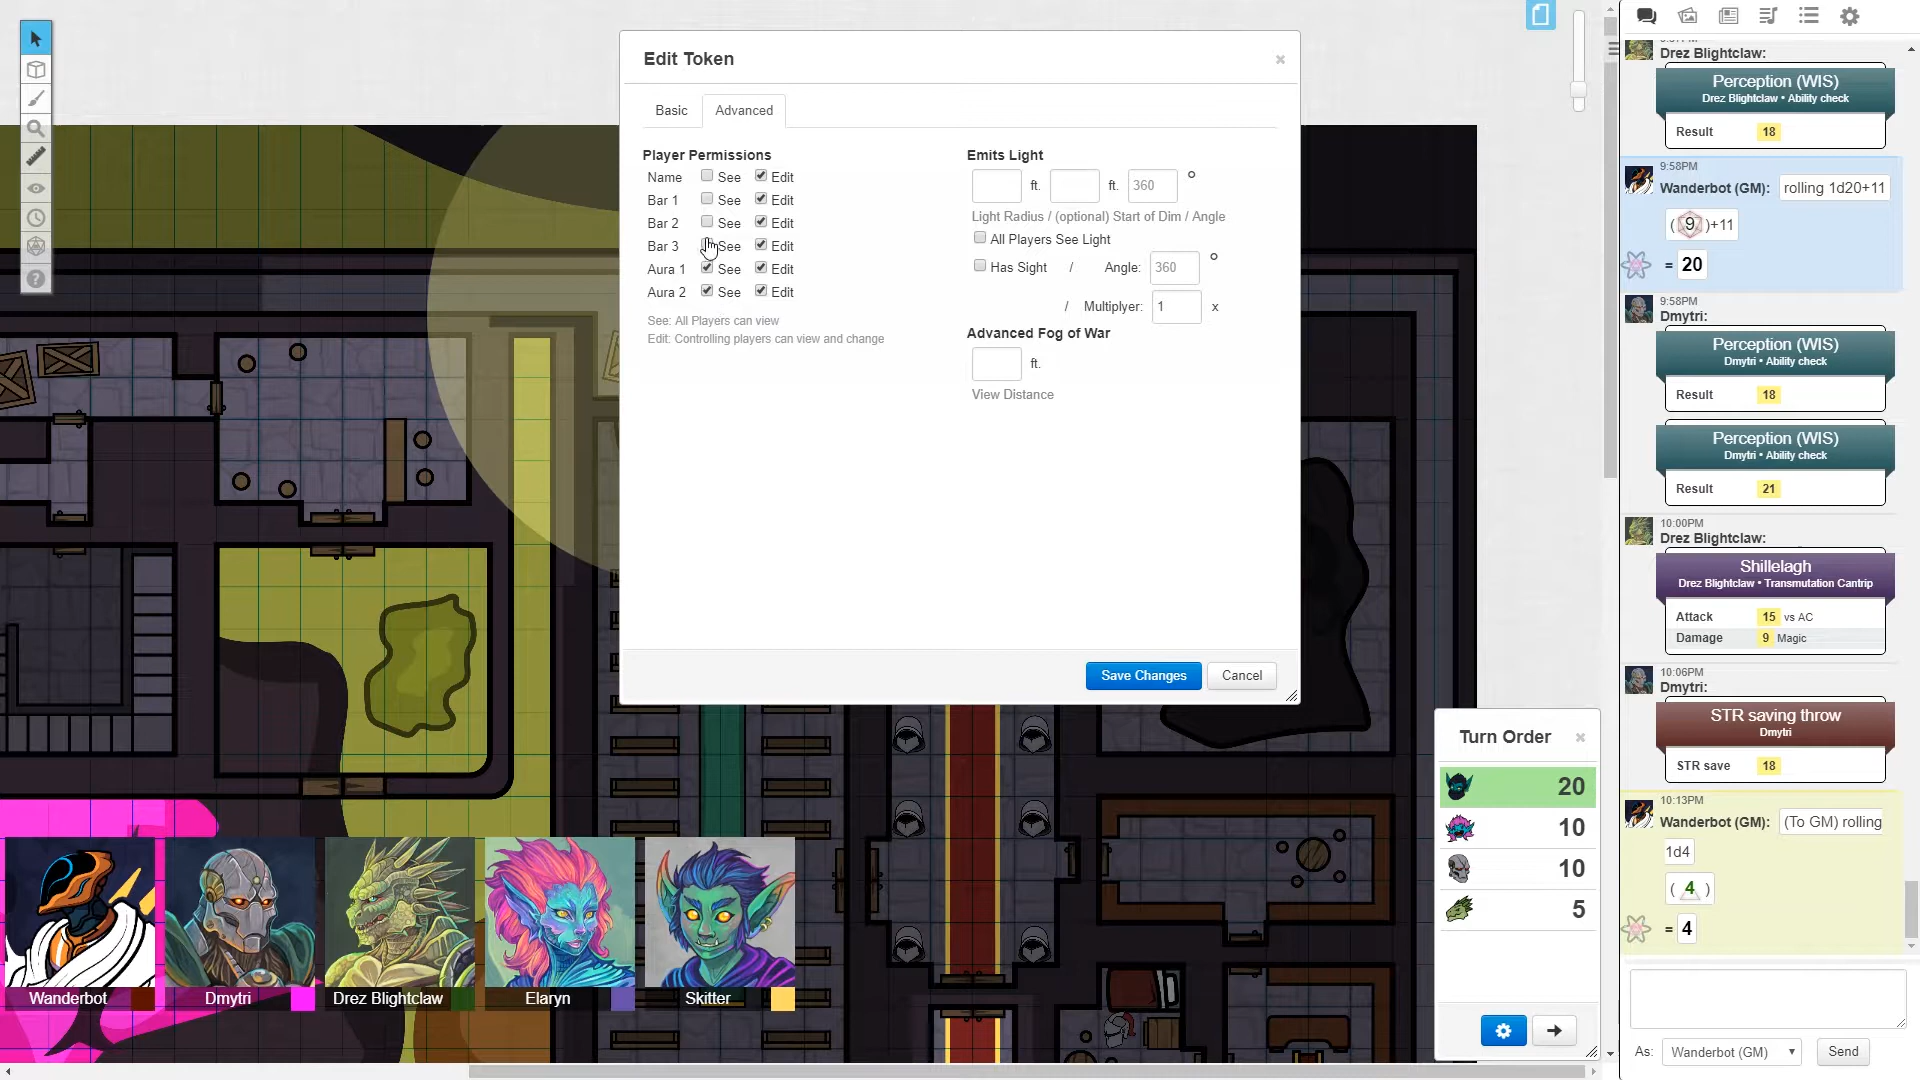 Edit Token
×
Basic
Advanced
Player Permissions
Name See Edit
Bar 1 See Edit
Bar 2 See Edit
Bar 3 See Edit
Aura 1 See Edit
Aura 2 See Edit
See: All Players can view
Edit: Controlling players can view and change
Emits Light
ft. ft. 360 °
Light Radius / (optional) Start of Dim / Angle
All Players See Light
Has Sight / Angle: 360 °
/ Multiplyer: 1 x
Advanced Fog of War
ft.
View Distance
Save Changes
Cancel
Turn Order ×
20
10
10
5
Wanderbot
Dmytri
Drez Blightclaw
Elaryn
Skitter
Drez Blightclaw:
Perception (WIS)
Drez Blightclaw • Ability check
Result 18
9:58PM
Wanderbot (GM): rolling 1d20+11
(9)+11
= 20
9:58PM
Dmytri:
Perception (WIS)
Dmytri • Ability check
Result 18
Perception (WIS)
Dmytri • Ability check
Result 21
10:00PM
Drez Blightclaw:
Shillelagh
Drez Blightclaw • Transmutation Cantrip
Attack 15 vs AC
Damage 9 Magic
10:06PM
Dmytri:
STR saving throw
Dmytri
STR save 18
10:13PM
Wanderbot (GM): (To GM) rolling
1d4
(4)
= 4
As: Wanderbot (GM)
Send